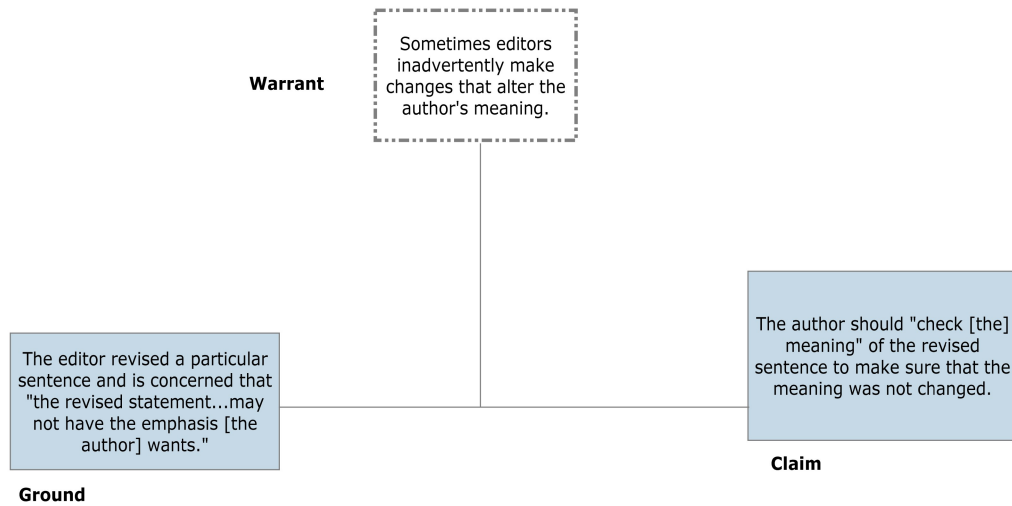 Warrant
Sometimes editors
inadvertently make
changes that alter the
author's meaning.
The editor revised a particular
sentence and is concerned that
"the revised statement...may
not have the emphasis [the
author] wants."
Ground
The author should "check [the]
meaning" of the revised
sentence to make sure that the
meaning was not changed.
Claim